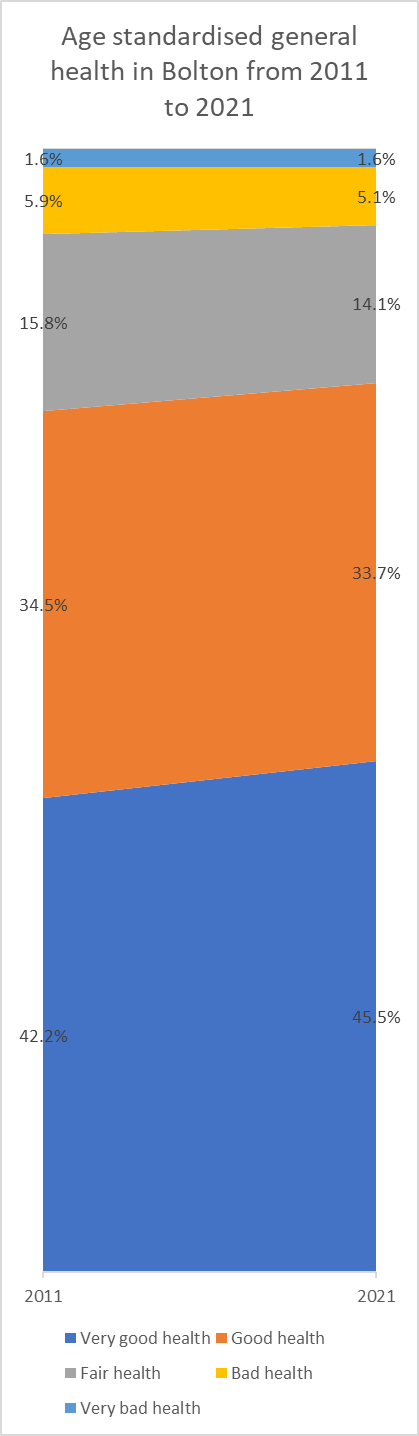 Age standardised general
health in Bolton from 2011
to 2021
1.6% 1.6%
5.9% 5.1%
15.8% 14.1%
34.5% 33.7%
42.2% 45.5%
2011 2021
Very good health Good health
Fair health Bad health
Very bad health